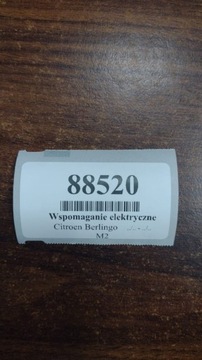 88520
Wspomaganie elektryczne
Citroen Berlingo
M2